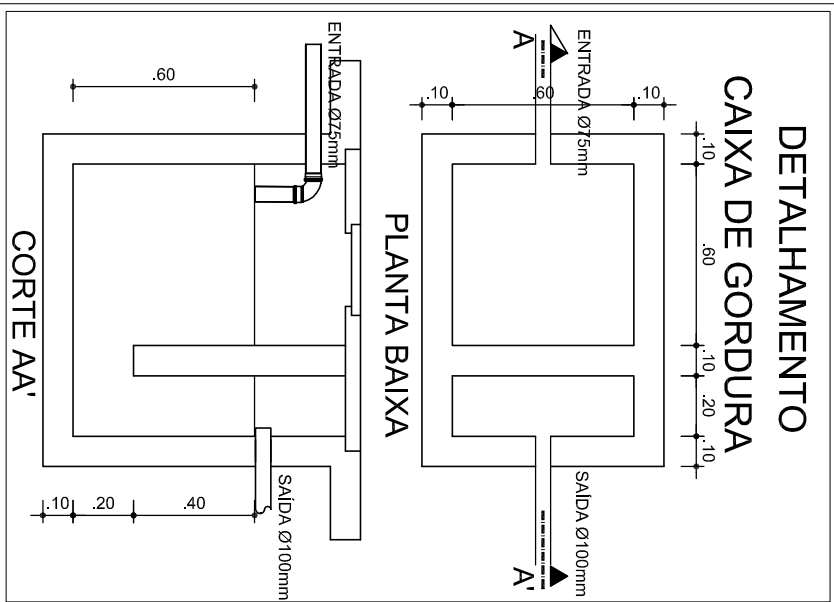 DETALHAMENTO
CAIXA DE GORDURA
.10
.60
.10
.20
.10
.10
.60
.10
ENTRADA Ø75mm
SAÍDA Ø100mm
A
A'
PLANTA BAIXA
ENTRADA Ø75mm
SAÍDA Ø100mm
.60
.40
.20
.10
CORTE AA'